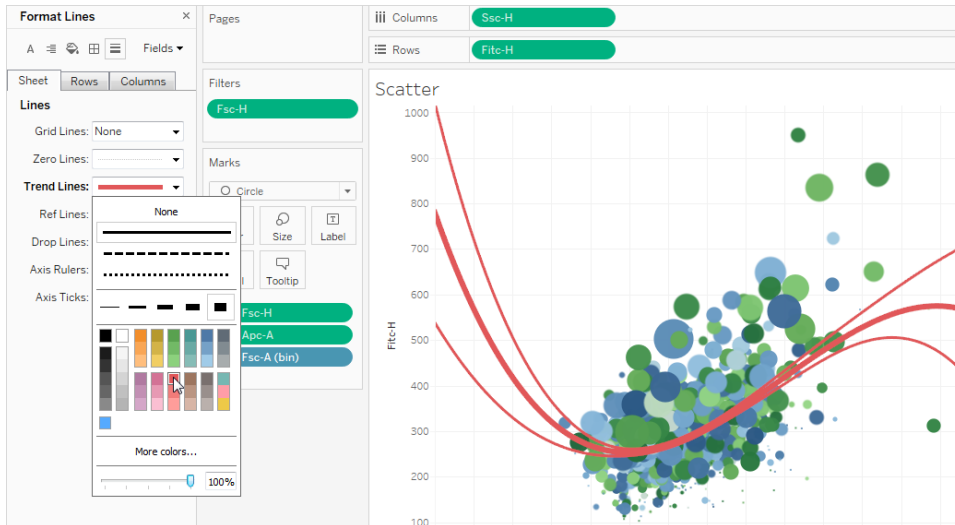 Format Lines
×
A
Fields
Sheet
Rows
Columns
Lines
Grid Lines:
None
Zero Lines:
Trend Lines:
Ref Lines:
Drop Lines:
Axis Rulers:
Axis Ticks:
None
More colors...
100%
Pages
Filters
Fsc-H
Marks
Circle
Size
T
Label
Tooltip
Fsc-H
Apc-A
Fsc-A (bin)
iii Columns
Ssc-H
Rows
Fitc-H
Scatter
1000
900
800
700
600
500
400
300
200
100
Fitc-H